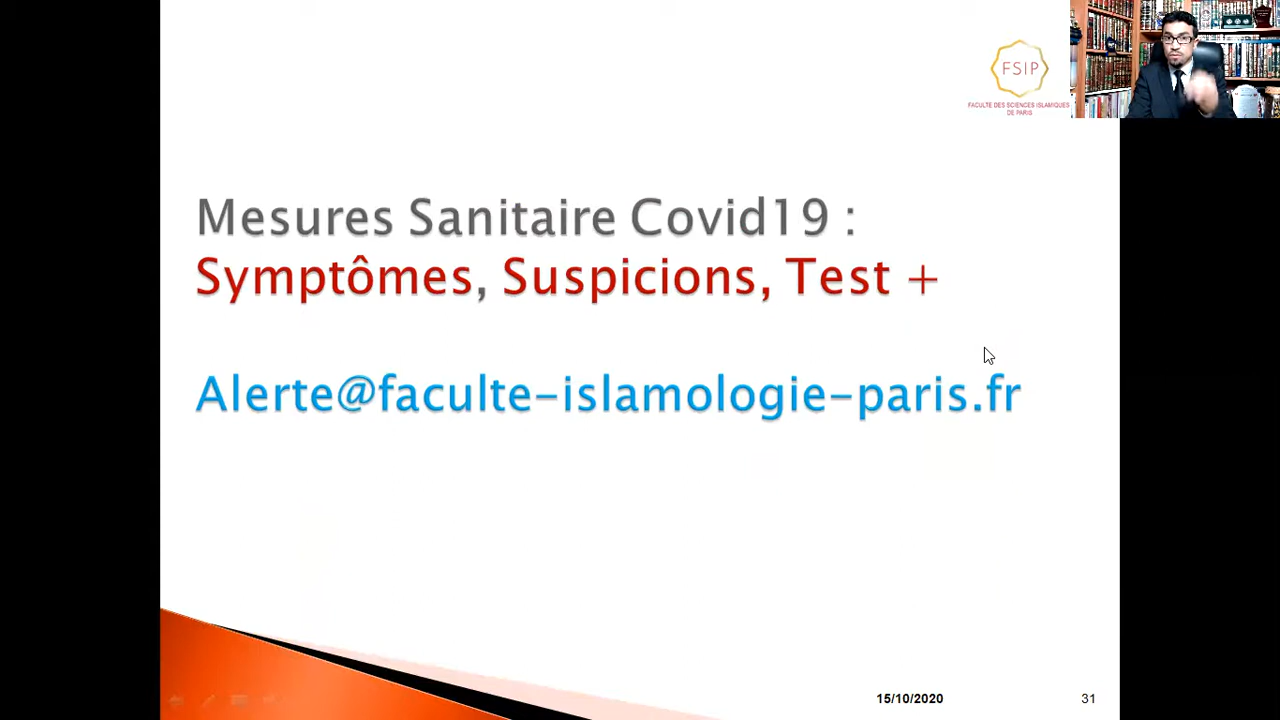 FSIP
FACULTE DES SCIENCES ISLAMIQUES
DE PARIS
Mesures Sanitaire Covid19 :
Symptômes, Suspicions, Test +
Alerte@faculte-islamologie-paris.fr
15/10/2020
31